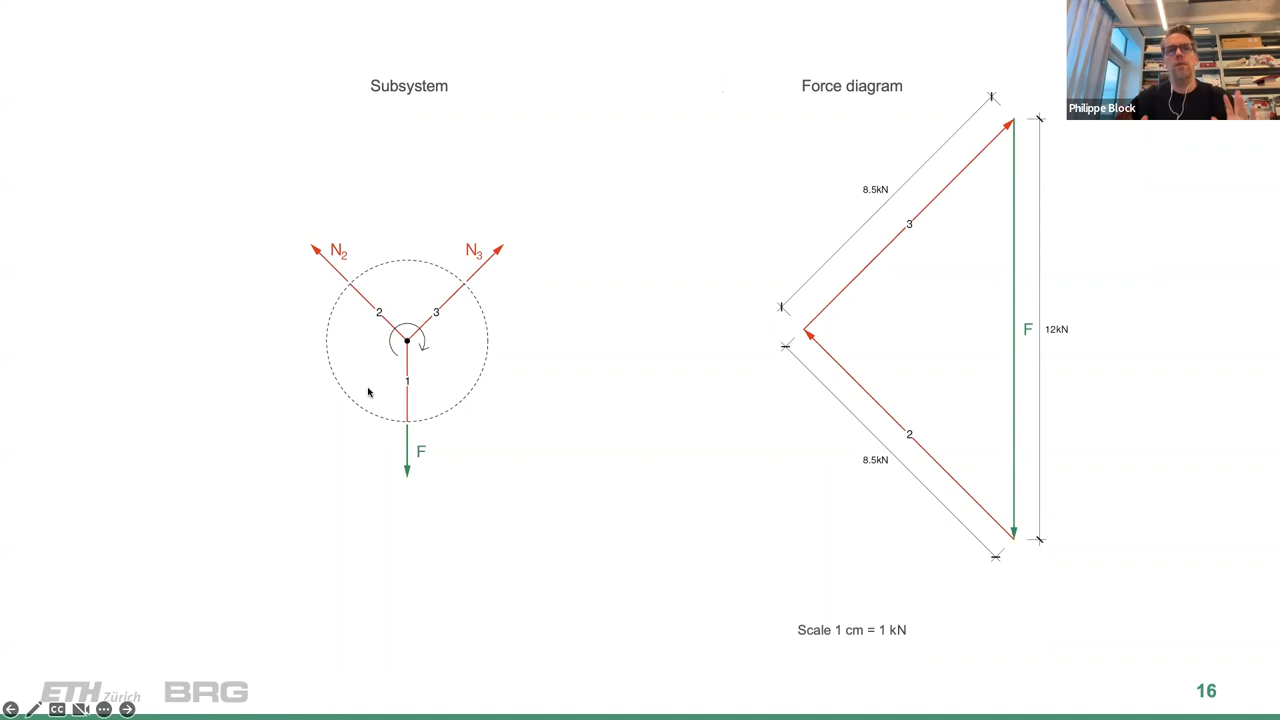 Subsystem
Force diagram
Philippe Block
8.5kN
3
N2
N3
2
3
1
F
F
12kN
2
8.5kN
Scale 1 cm = 1 kN
ETH Zürich
BRG
16
CC